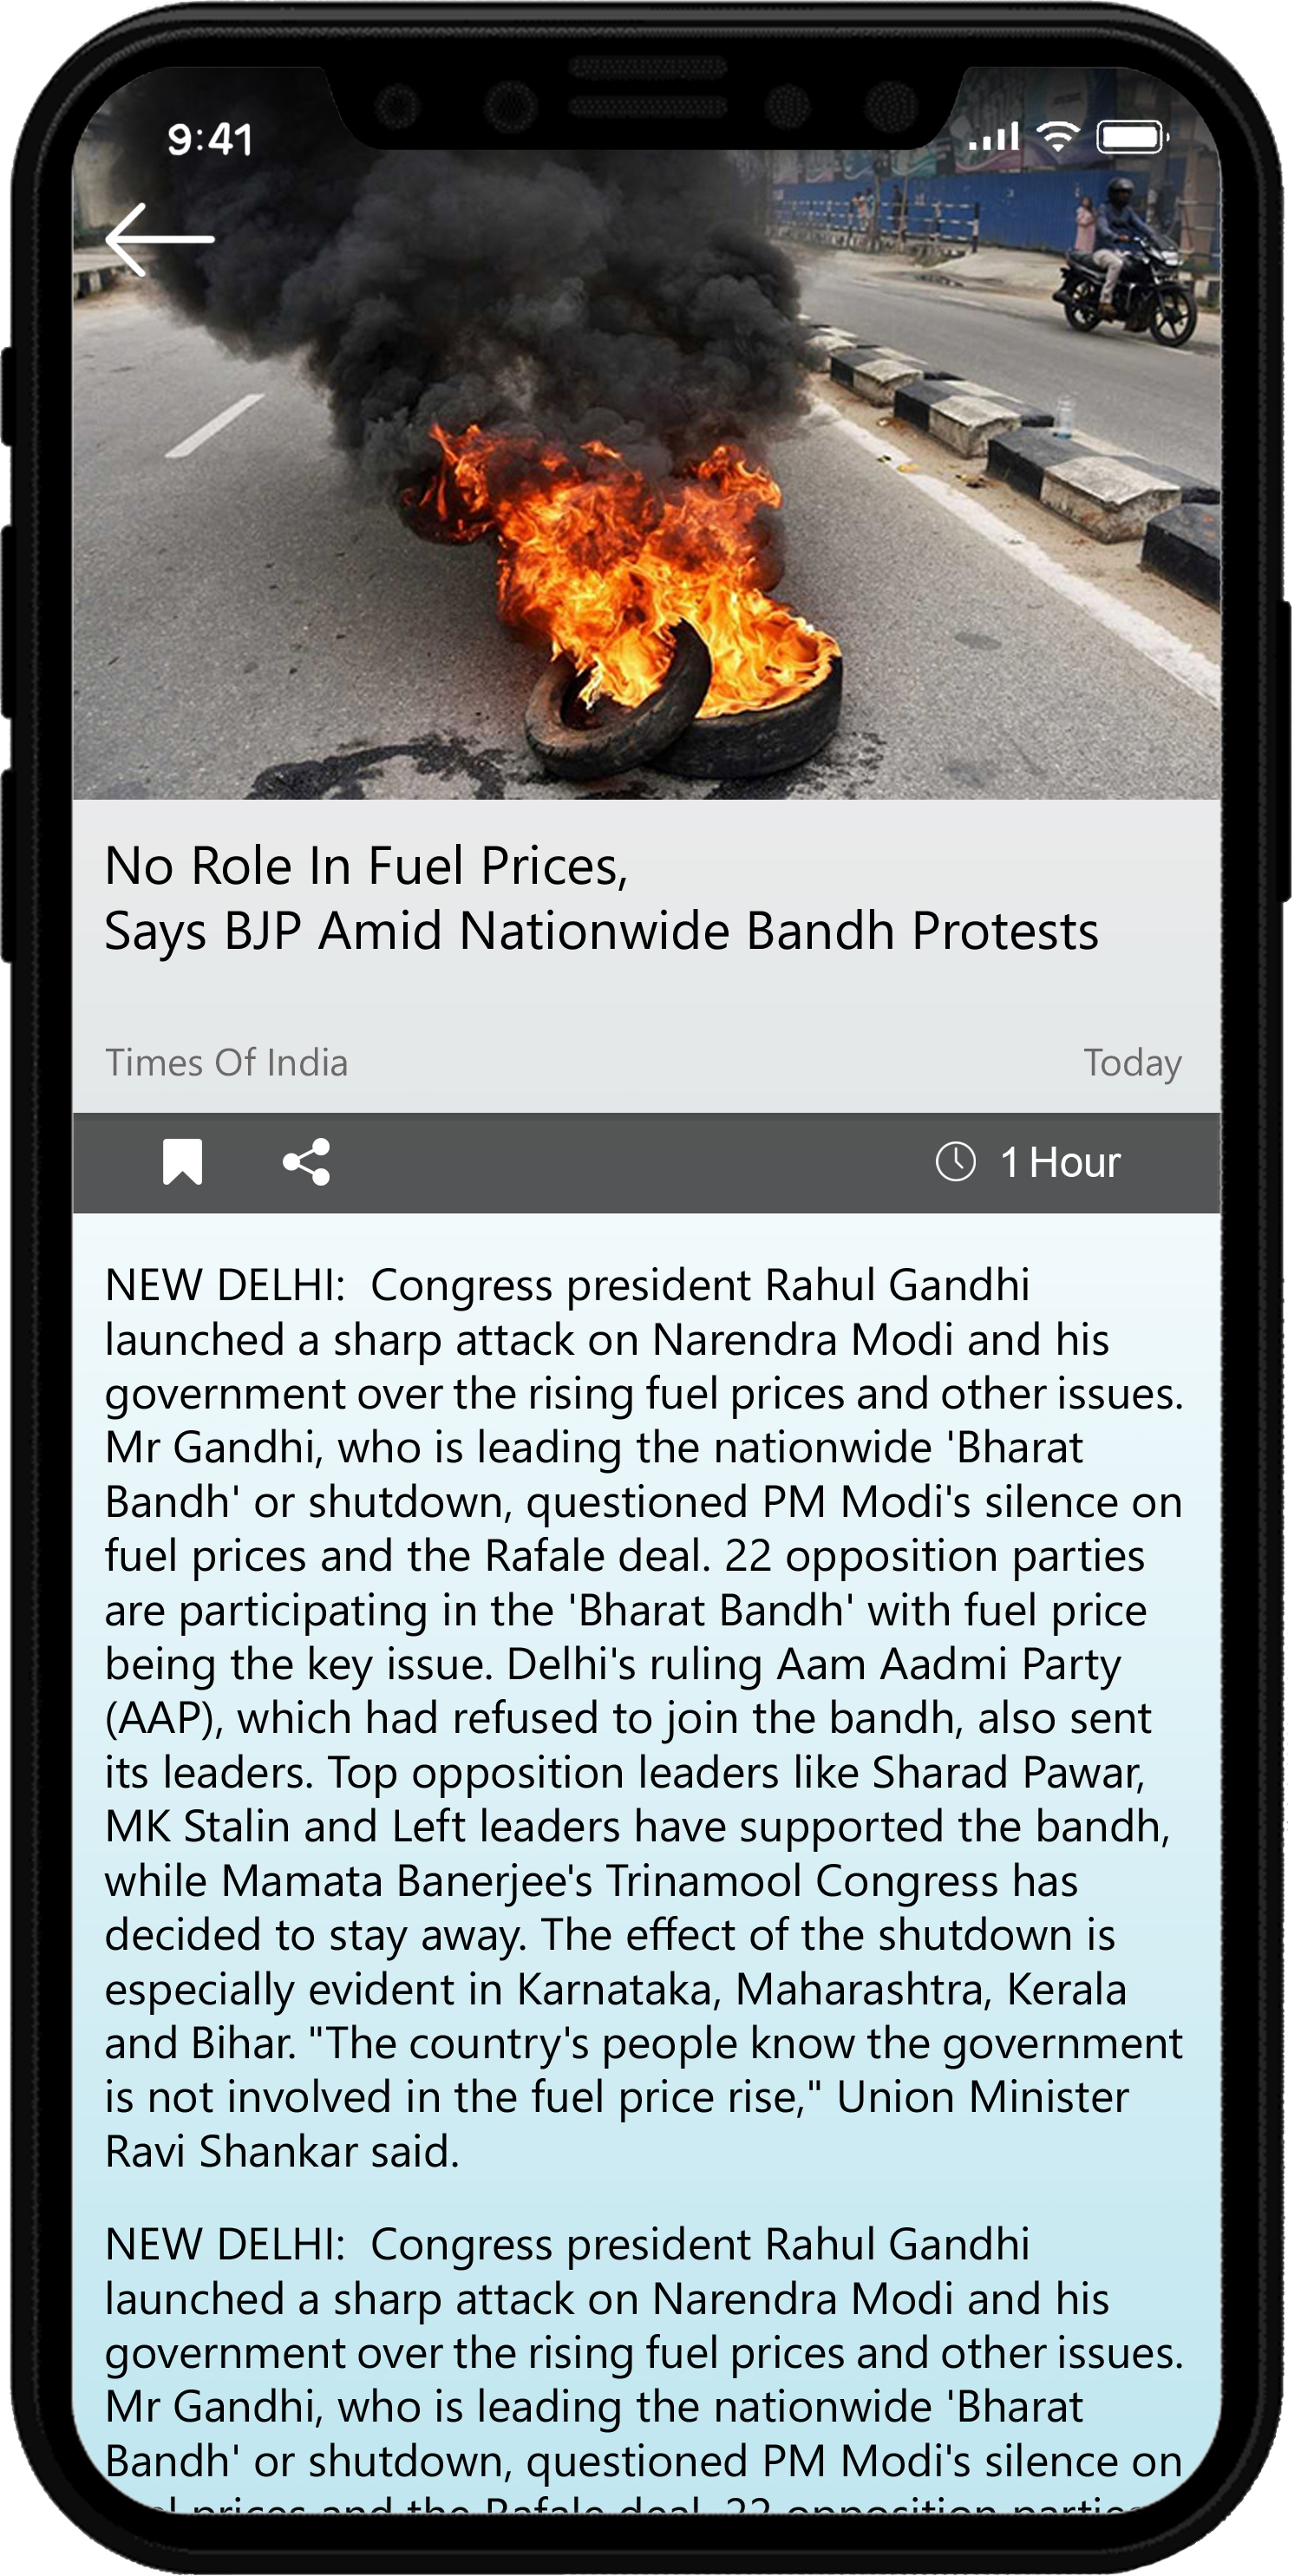 9:41
No Role In Fuel Prices,
Says BJP Amid Nationwide Bandh Protests
Times Of India
Today
1 Hour
NEW DELHI:  Congress president Rahul Gandhi
launched a sharp attack on Narendra Modi and his
government over the rising fuel prices and other issues.
Mr Gandhi, who is leading the nationwide 'Bharat
Bandh' or shutdown, questioned PM Modi's silence on
fuel prices and the Rafale deal. 22 opposition parties
are participating in the 'Bharat Bandh' with fuel price
being the key issue. Delhi's ruling Aam Aadmi Party
(AAP), which had refused to join the bandh, also sent
its leaders. Top opposition leaders like Sharad Pawar,
MK Stalin and Left leaders have supported the bandh,
while Mamata Banerjee's Trinamool Congress has
decided to stay away. The effect of the shutdown is
especially evident in Karnataka, Maharashtra, Kerala
and Bihar. "The country's people know the government
is not involved in the fuel price rise," Union Minister
Ravi Shankar said.
NEW DELHI:  Congress president Rahul Gandhi
launched a sharp attack on Narendra Modi and his
government over the rising fuel prices and other issues.
Mr Gandhi, who is leading the nationwide 'Bharat
Bandh' or shutdown, questioned PM Modi's silence on
prices and the Rafale deal. 22 opposition parties